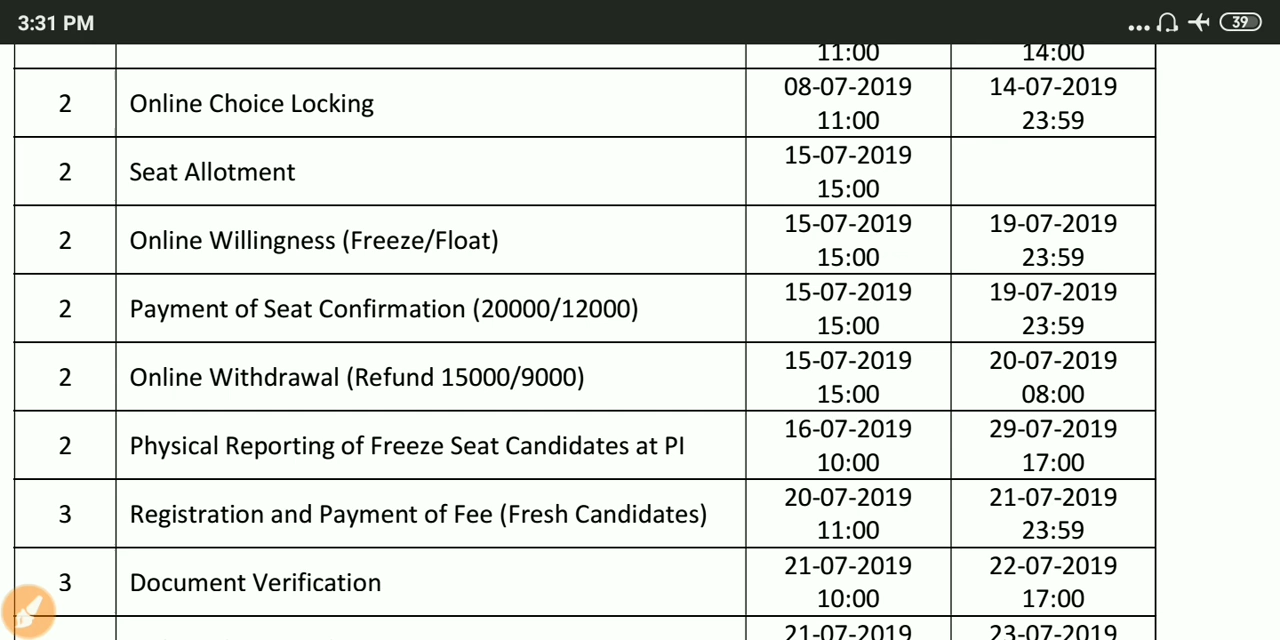 3:31 PM
... 39
11:00 14:00
2 Online Choice Locking 08-07-2019 11:00 14-07-2019 23:59
2 Seat Allotment 15-07-2019 15:00
2 Online Willingness (Freeze/Float) 15-07-2019 15:00 19-07-2019 23:59
2 Payment of Seat Confirmation (20000/12000) 15-07-2019 15:00 19-07-2019 23:59
2 Online Withdrawal (Refund 15000/9000) 15-07-2019 15:00 20-07-2019 08:00
2 Physical Reporting of Freeze Seat Candidates at PI 16-07-2019 10:00 29-07-2019 17:00
3 Registration and Payment of Fee (Fresh Candidates) 20-07-2019 11:00 21-07-2019 23:59
3 Document Verification 21-07-2019 10:00 22-07-2019 17:00
21-07-2019 23-07-2019